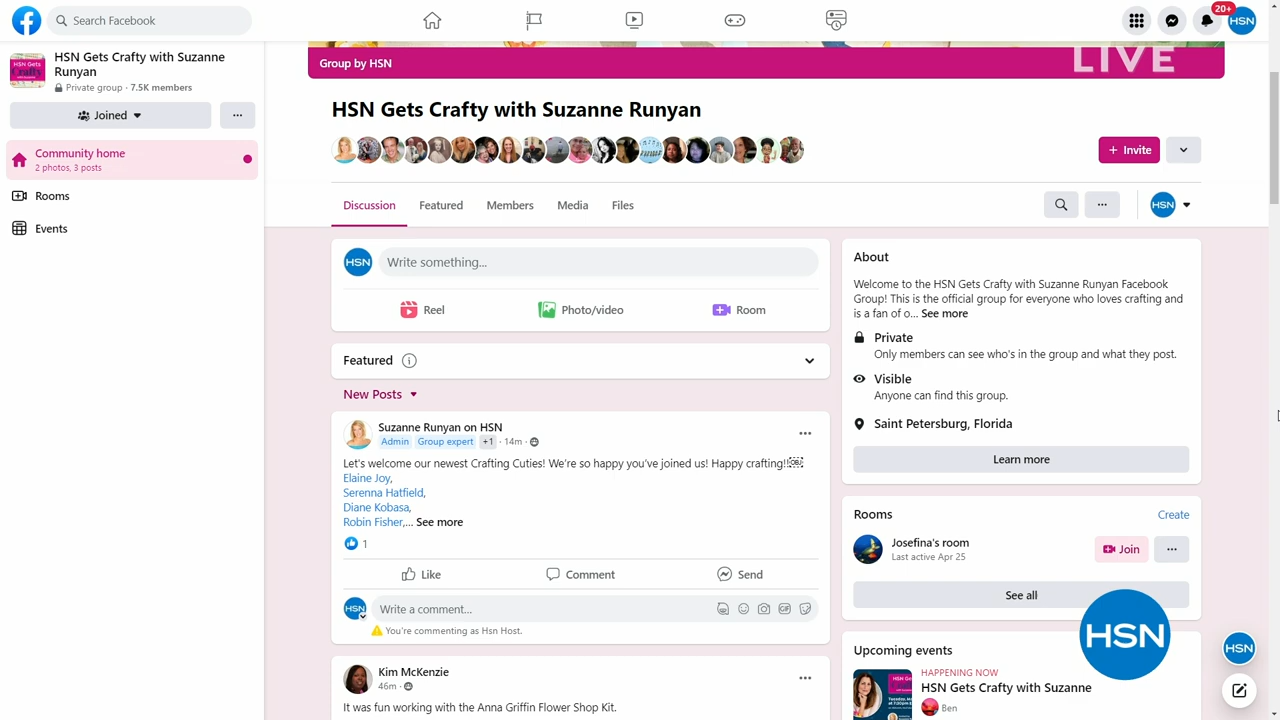 Search Facebook
20+
HSN
HSN Gets Crafty with Suzanne
Runyan
Private group · 7.5K members
Joined
Community home
2 photos, 3 posts
Rooms
Events
LIVE
Group by HSN
HSN Gets Crafty with Suzanne Runyan
+ Invite
Discussion
Featured
Members
Media
Files
HSN
HSN
Write something...
Reel
Photo/video
Room
Featured
New Posts
Suzanne Runyan on HSN
Admin Group expert +1 · 14m ·
Let's welcome our newest Crafting Cuties! We're so happy you've joined us! Happy crafting!!
Elaine Joy,
Serenna Hatfield,
Diane Kobasa,
Robin Fisher,... See more
1
Like
Comment
Send
HSN
Write a comment...
GIF
You're commenting as Hsn Host.
Kim McKenzie
46m ·
It was fun working with the Anna Griffin Flower Shop Kit.
About
Welcome to the HSN Gets Crafty with Suzanne Runyan Facebook
Group! This is the official group for everyone who loves crafting and
is a fan of o... See more
Private
Only members can see who's in the group and what they post.
Visible
Anyone can find this group.
Saint Petersburg, Florida
Learn more
Rooms
Create
Josefina's room
Last active Apr 25
Join
See all
HSN
HSN
Upcoming events
HAPPENING NOW
HSN Gets Crafty with Suzanne
Ben